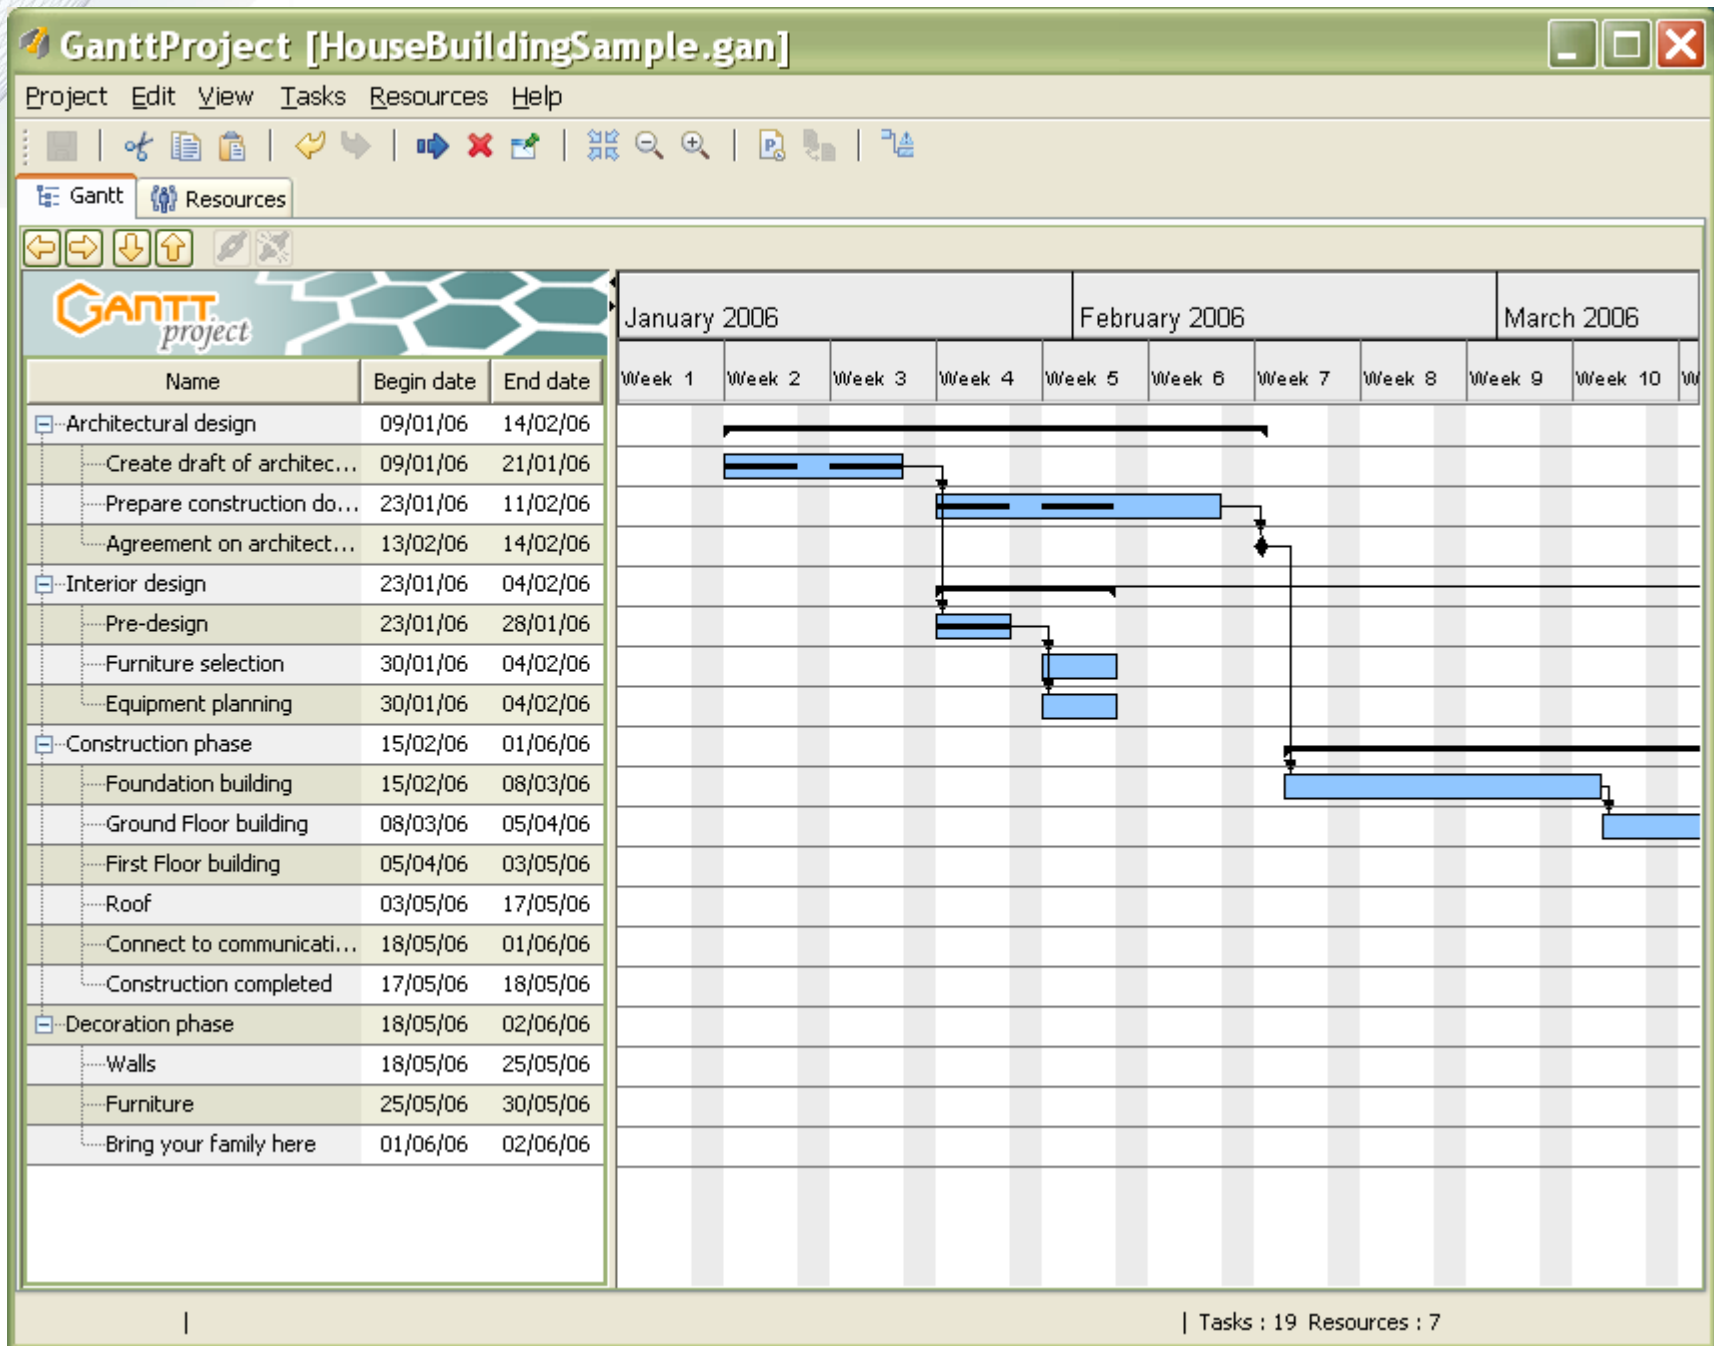 GanttProject [HouseBuildingSample.gan]
Project Edit View Tasks Resources Help
Gantt Resources
GANTT project
January 2006 February 2006 March 2006
Name Begin date End date Week 1 Week 2 Week 3 Week 4 Week 5 Week 6 Week 7 Week 8 Week 9 Week 10 W
Architectural design 09/01/06 14/02/06
Create draft of architec... 09/01/06 21/01/06
Prepare construction do... 23/01/06 11/02/06
Agreement on architect... 13/02/06 14/02/06
Interior design 23/01/06 04/02/06
Pre-design 23/01/06 28/01/06
Furniture selection 30/01/06 04/02/06
Equipment planning 30/01/06 04/02/06
Construction phase 15/02/06 01/06/06
Foundation building 15/02/06 08/03/06
Ground Floor building 08/03/06 05/04/06
First Floor building 05/04/06 03/05/06
Roof 03/05/06 17/05/06
Connect to communicati... 18/05/06 01/06/06
Construction completed 17/05/06 18/05/06
Decoration phase 18/05/06 02/06/06
Walls 18/05/06 25/05/06
Furniture 25/05/06 30/05/06
Bring your family here 01/06/06 02/06/06
Tasks : 19 Resources : 7